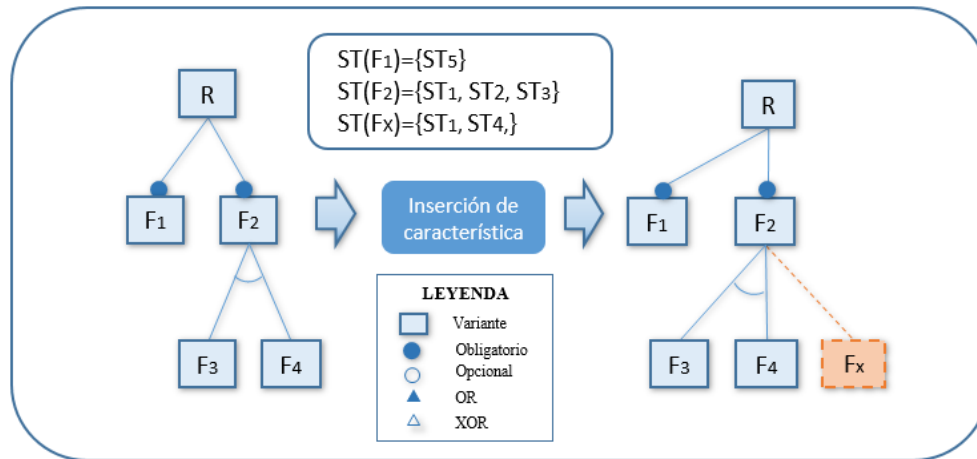 ST(F1)={ST5}
ST(F2)={ST1, ST2, ST3}
ST(Fx)={ST1, ST4,}
R
F1
F2
F3
F4
Inserción de
característica
LEYENDA
Variante
Obligatorio
Opcional
OR
XOR
R
F1
F2
F3
F4
Fx